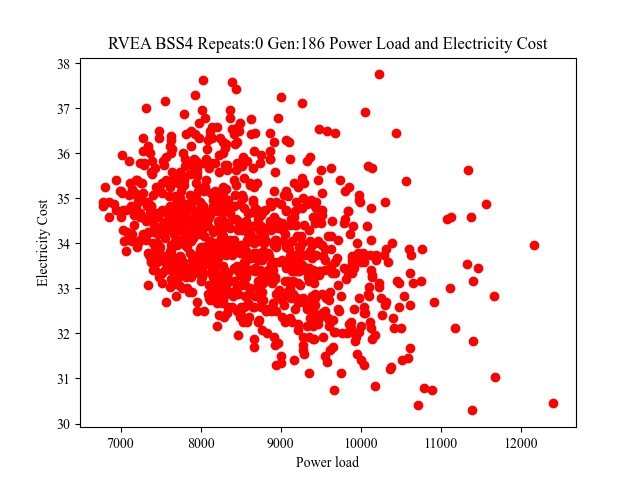 RVEA BSS4 Repeats:0 Gen:186 Power Load and Electricity Cost
38
37
36
35
34
33
32
31
30
Electricity Cost
7000 8000 9000 10000 11000 12000
Power load